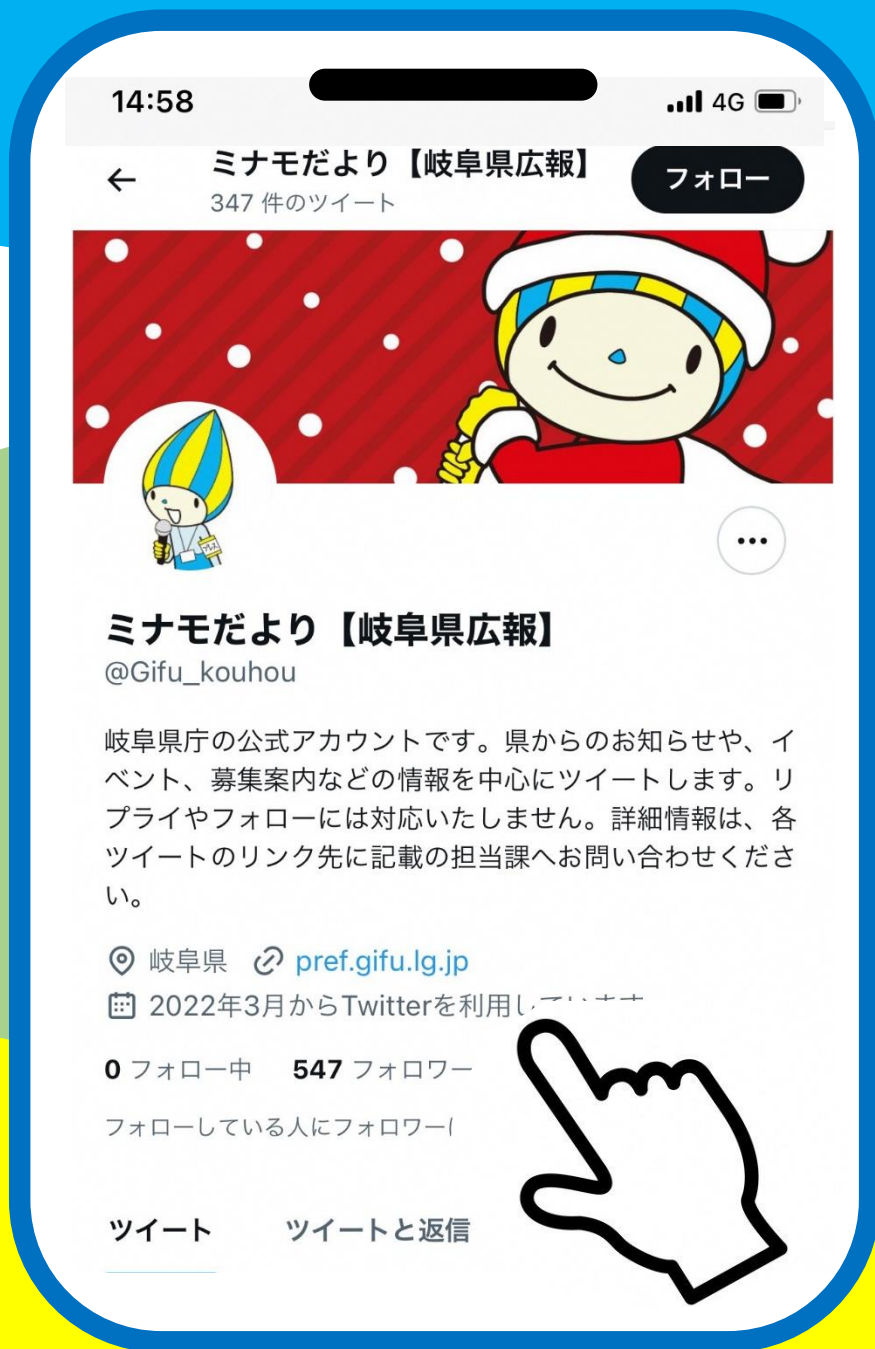 14:58
4G
ミナモだより【岐阜県広報】
フォロー
347 件のツイート
プレス
ミナモだより【岐阜県広報】
@Gifu_kouhou
岐阜県庁の公式アカウントです。県からのお知らせや、イ
ベント、募集案内などの情報を中心にツイートします。リ
プライやフォローには対応いたしません。詳細情報は、各
ツイートのリンク先に記載の担当課へお問い合わせくださ
い。
岐阜県 pref.gifu.lg.jp
2022年3月からTwitterを利用し
0 フォロー中 547 フォロワー
フォローしている人にフォロワー
ツイート ツイートと返信